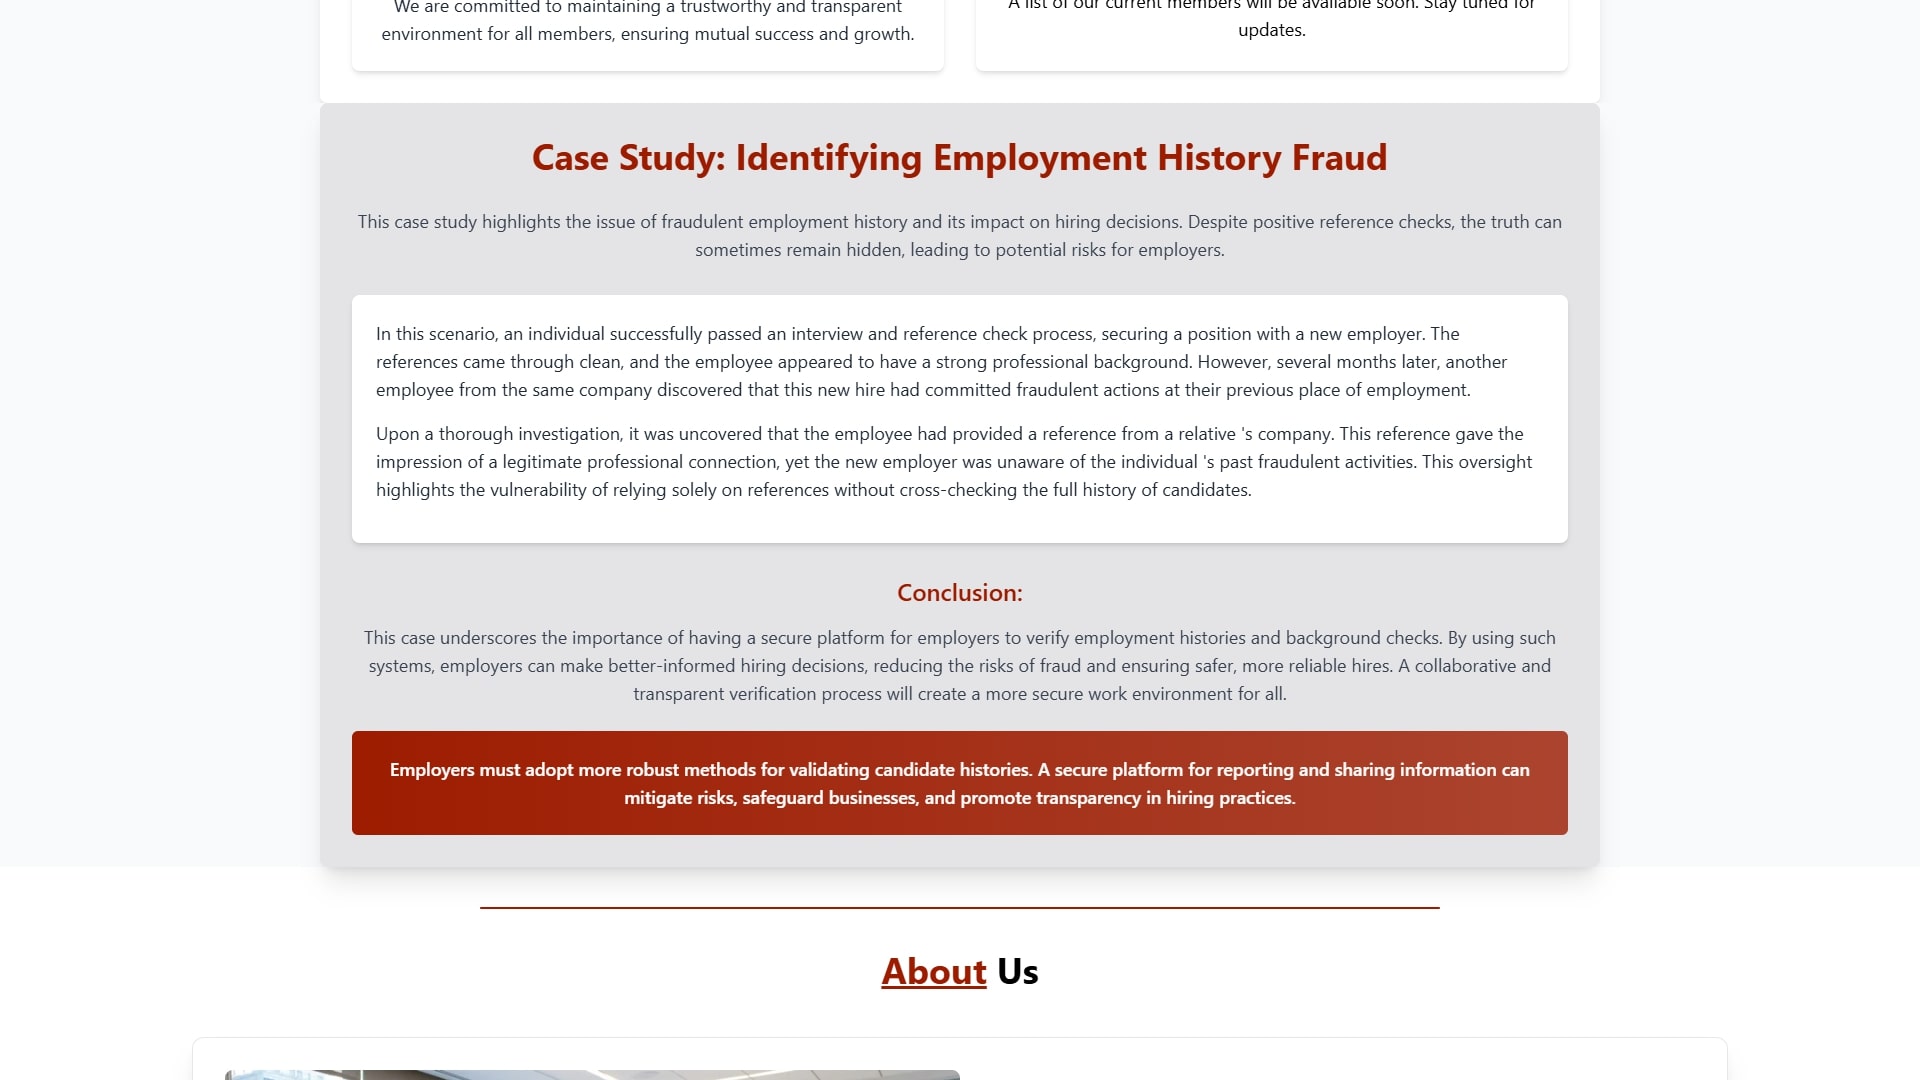 We are committed to maintaining a trustworthy and transparent
environment for all members, ensuring mutual success and growth.
A list of our current members will be available soon. Stay tuned for
updates.
Case Study: Identifying Employment History Fraud
This case study highlights the issue of fraudulent employment history and its impact on hiring decisions. Despite positive reference checks, the truth can
sometimes remain hidden, leading to potential risks for employers.
In this scenario, an individual successfully passed an interview and reference check process, securing a position with a new employer. The
references came through clean, and the employee appeared to have a strong professional background. However, several months later, another
employee from the same company discovered that this new hire had committed fraudulent actions at their previous place of employment.
Upon a thorough investigation, it was uncovered that the employee had provided a reference from a relative 's company. This reference gave the
impression of a legitimate professional connection, yet the new employer was unaware of the individual 's past fraudulent activities. This oversight
highlights the vulnerability of relying solely on references without cross-checking the full history of candidates.
Conclusion:
This case underscores the importance of having a secure platform for employers to verify employment histories and background checks. By using such
systems, employers can make better-informed hiring decisions, reducing the risks of fraud and ensuring safer, more reliable hires. A collaborative and
transparent verification process will create a more secure work environment for all.
Employers must adopt more robust methods for validating candidate histories. A secure platform for reporting and sharing information can
mitigate risks, safeguard businesses, and promote transparency in hiring practices.
About Us